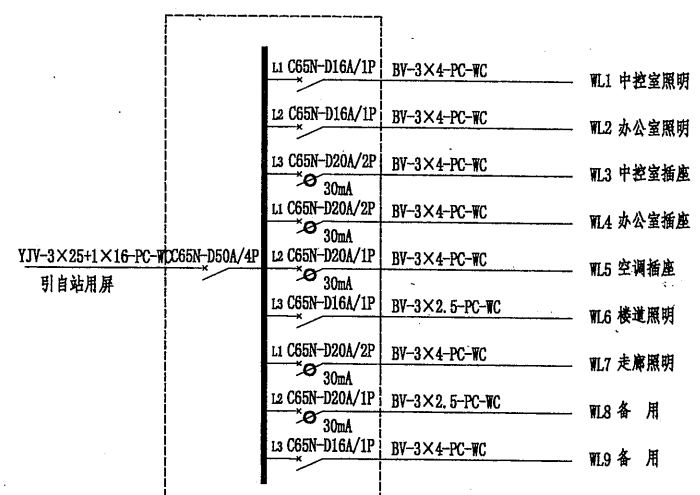 L1 C65N-D16A/1P BV-3×4-PC-WC WL1 中控室照明
L2 C65N-D16A/1P BV-3×4-PC-WC WL2 办公室照明
L3 C65N-D20A/2P BV-3×4-PC-WC WL3 中控室插座
30mA
L1 C65N-D20A/2P BV-3×4-PC-WC WL4 办公室插座
30mA
YJV-3×25+1×16-PC-WC C65N-D50A/4P L2 C65N-D20A/1P BV-3×4-PC-WC WL5 空调插座
引自站用屏
30mA
L3 C65N-D16A/1P BV-3×2.5-PC-WC WL6 楼道照明
L1 C65N-D20A/2P BV-3×4-PC-WC WL7 走廊照明
30mA
L2 C65N-D20A/1P BV-3×2.5-PC-WC WL8 备 用
30mA
L3 C65N-D16A/1P BV-3×4-PC-WC WL9 备 用